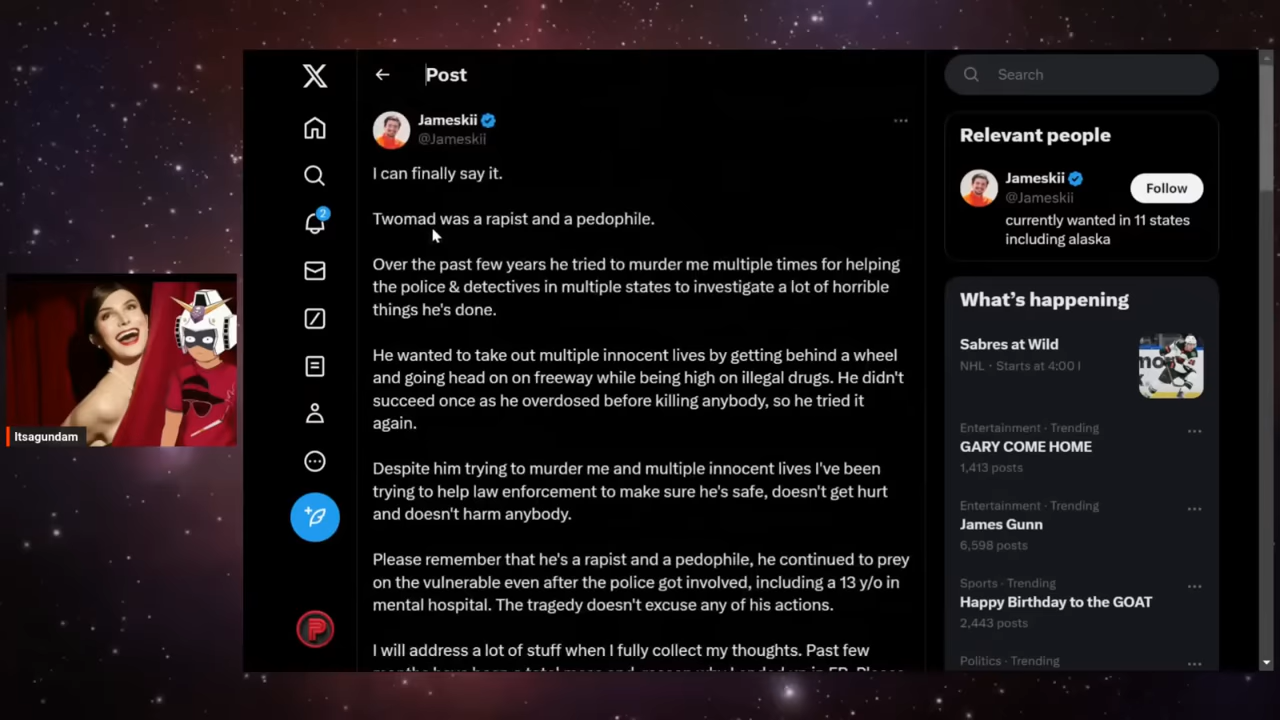 Post
Search
Jameskii
@Jameskii
I can finally say it.
Twomad was a rapist and a pedophile.
Over the past few years he tried to murder me multiple times for helping
the police & detectives in multiple states to investigate a lot of horrible
things he's done.
He wanted to take out multiple innocent lives by getting behind a wheel
and going head on on freeway while being high on illegal drugs. He didn't
succeed once as he overdosed before killing anybody, so he tried it
again.
Despite him trying to murder me and multiple innocent lives I've been
trying to help law enforcement to make sure he's safe, doesn't get hurt
and doesn't harm anybody.
Please remember that he's a rapist and a pedophile, he continued to prey
on the vulnerable even after the police got involved, including a 13 y/o in
mental hospital. The tragedy doesn't excuse any of his actions.
I will address a lot of stuff when I fully collect my thoughts. Past few
Relevant people
Jameskii
@Jameskii
Follow
currently wanted in 11 states
including alaska
What's happening
Sabres at Wild
NHL · Starts at 4:00
Entertainment · Trending
GARY COME HOME
1,413 posts
Entertainment · Trending
James Gunn
6,598 posts
Sports · Trending
Happy Birthday to the GOAT
2,443 posts
Politics · Trending
2
Itsagundam